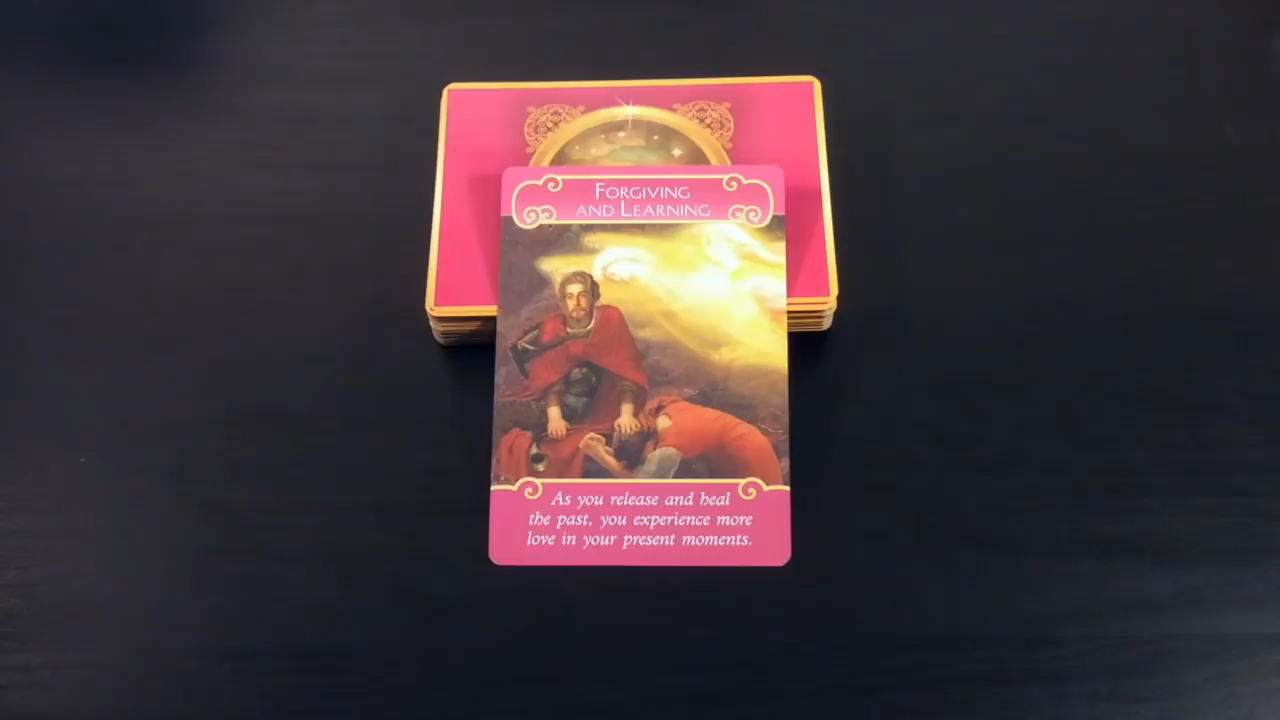 FORGIVING
AND LEARNING
As you release and heal
the past, you experience more
love in your present moments.